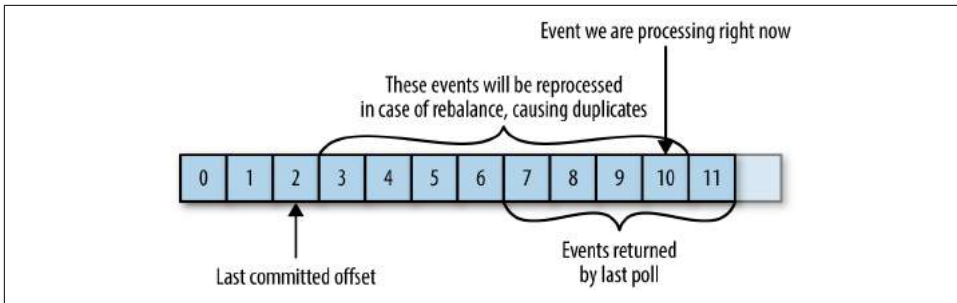 Event we are processing right now
These events will be reprocessed
in case of rebalance, causing duplicates
0 1 2 3 4 5 6 7 8 9 10 11
Last committed offset
Events returned
by last poll